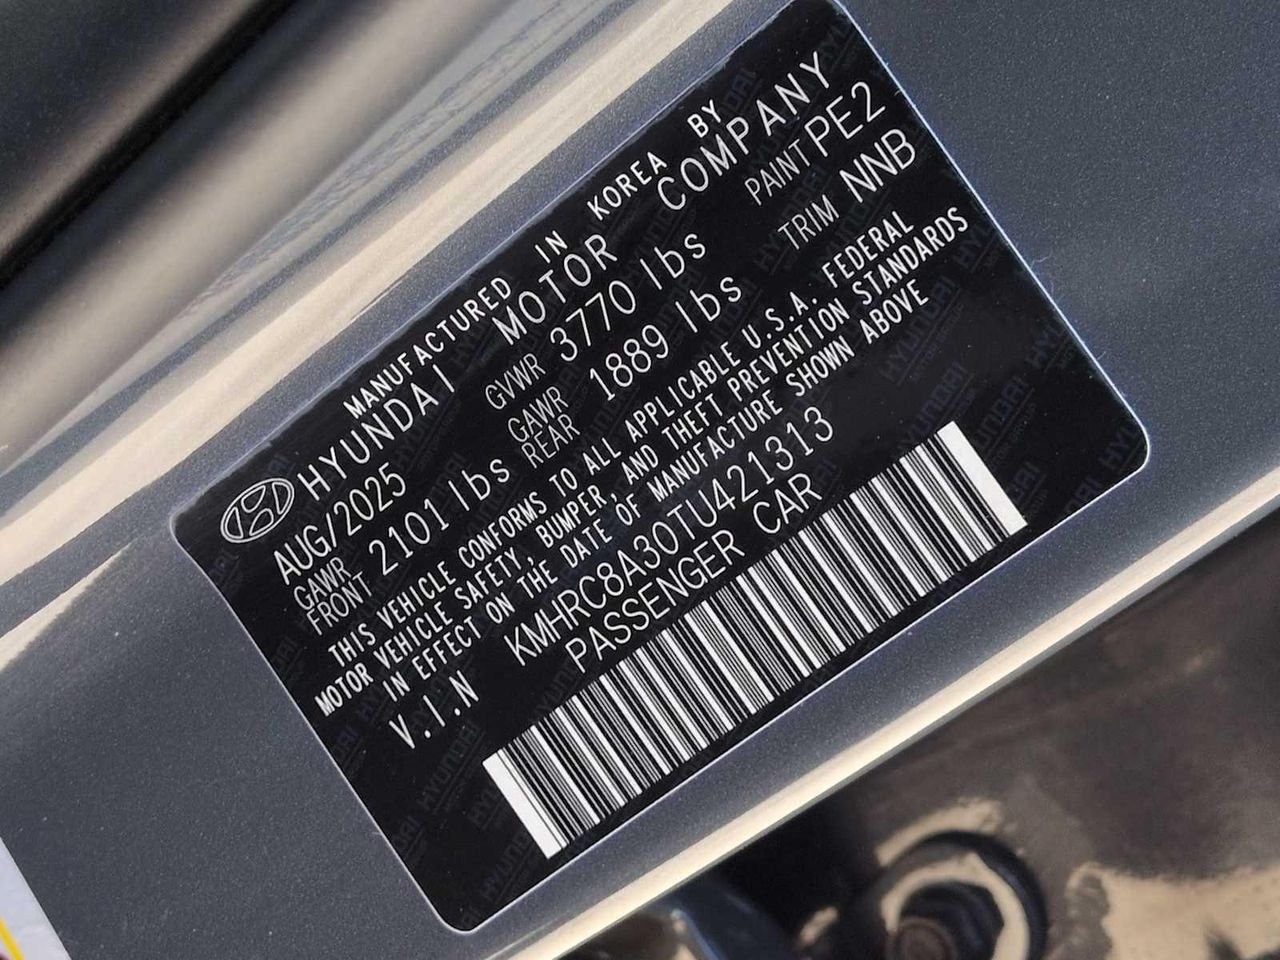 MANUFACTURED IN KOREA BY
HYUNDAI MOTOR COMPANY
AUG/2025 GVWR 3770 lbs PAINT PE2
GAWR FRONT 2101 lbs GAWR REAR 1889 lbs TRIM NNB
THIS VEHICLE CONFORMS TO ALL APPLICABLE U.S.A. FEDERAL
MOTOR VEHICLE SAFETY, BUMPER, AND THEFT PREVENTION STANDARDS
IN EFFECT ON THE DATE OF MANUFACTURE SHOWN ABOVE
V.I.N KMHRC8A30TU421313
PASSENGER CAR